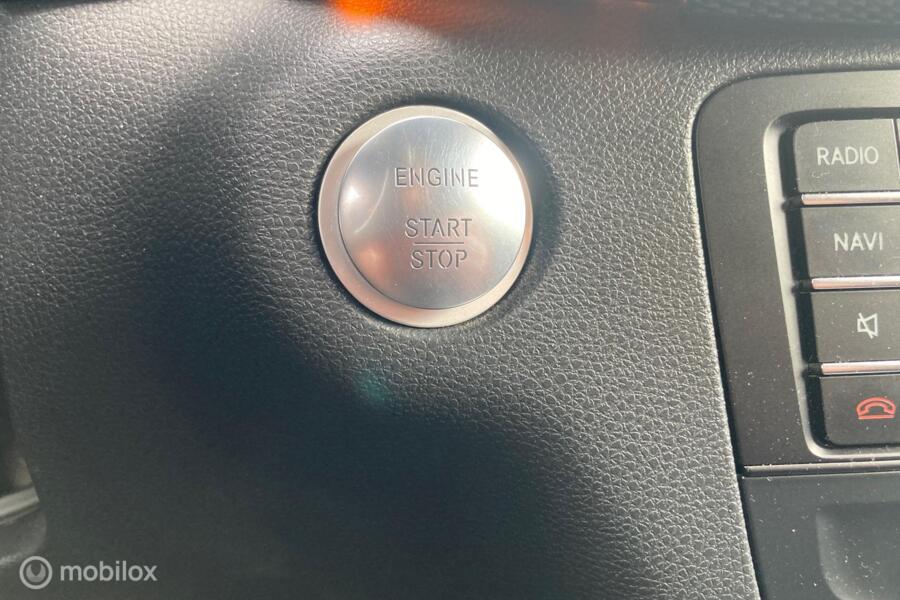 ENGINE
START
STOP
RADIO
NAVI
mobilox